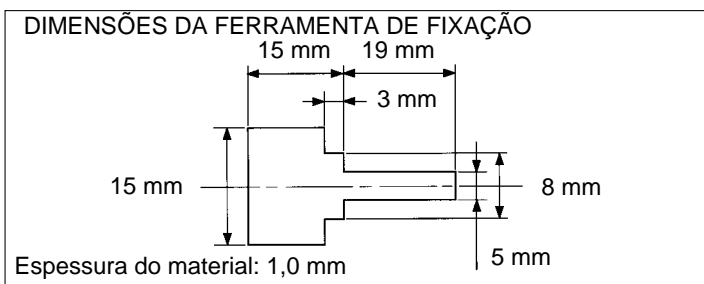 DIMENSÕES DA FERRAMENTA DE FIXAÇÃO
15 mm 19 mm
3 mm
15 mm 8 mm
5 mm
Espessura do material: 1,0 mm